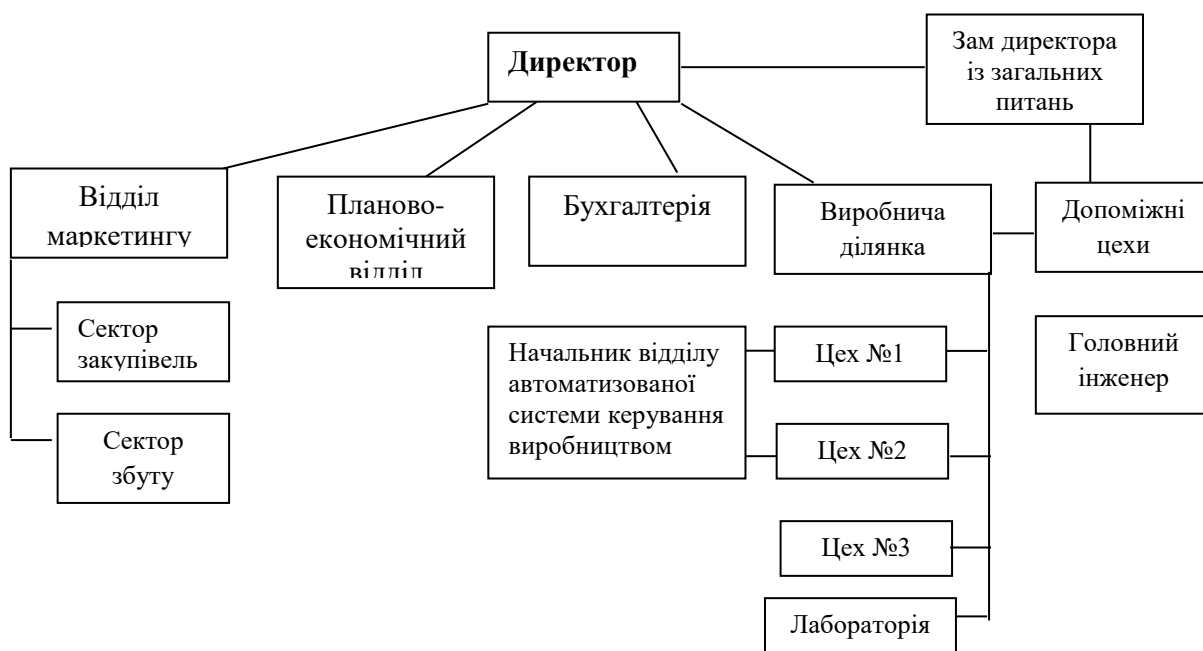 Директор
Зам директора
із загальних
питань
Відділ
маркетингу
Планово-
економічний
відділ
Бухгалтерія
Виробнича
ділянка
Допоміжні
цехи
Сектор
закупівель
Начальник відділу
автоматизованої
системи керування
виробництвом
Цех №1
Головний
інженер
Сектор
збуту
Цех №2
Цех №3
Лабораторія